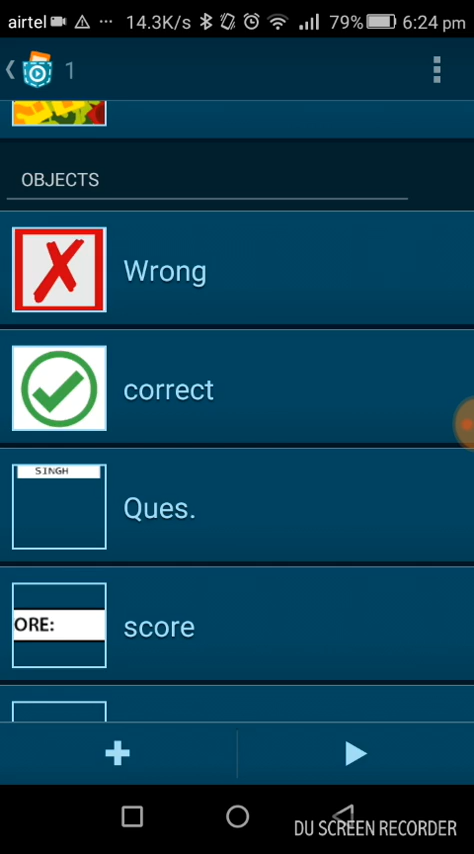 airtel ... 14.3K/s 79% 6:24 pm
1
OBJECTS
Wrong
correct
SINGH
Ques.
ORE:
score
DU SCREEN RECORDER